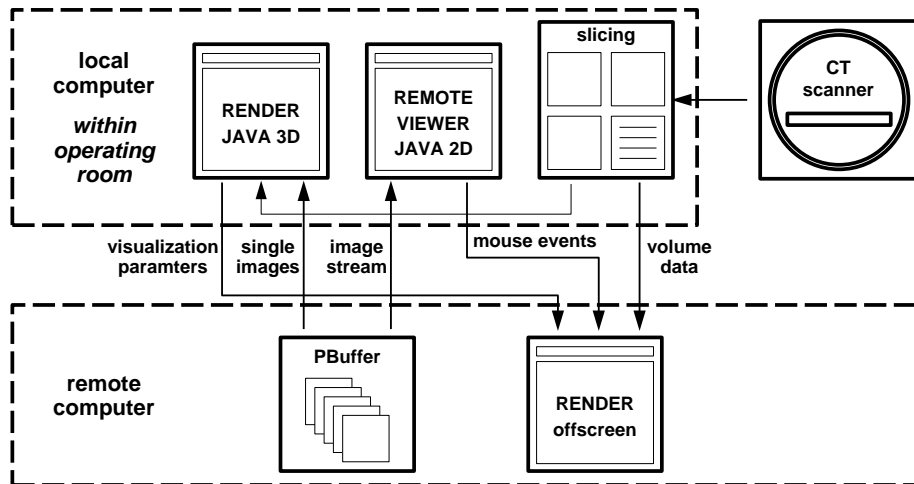 local
computer
within
operating
room
RENDER
JAVA 3D
REMOTE
VIEWER
JAVA 2D
slicing
CT
scanner
visualization
paramters
single
images
image
stream
mouse events
volume
data
remote
computer
PBuffer
RENDER
offscreen